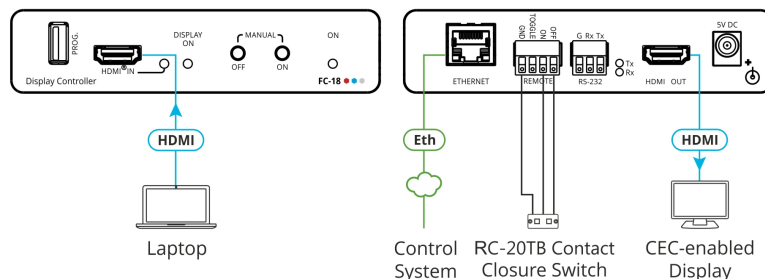 PROG.
HDMI® IN
DISPLAY
ON
MANUAL
OFF
ON
ON
Display Controller
FC-18
HDMI
Laptop
ETHERNET
GND
TOGGLE
ON
OFF
REMOTE
G Rx Tx
RS-232
Tx
Rx
HDMI OUT
5V DC
+
Eth
HDMI
Control
System
RC-20TB Contact
Closure Switch
CEC-enabled
Display